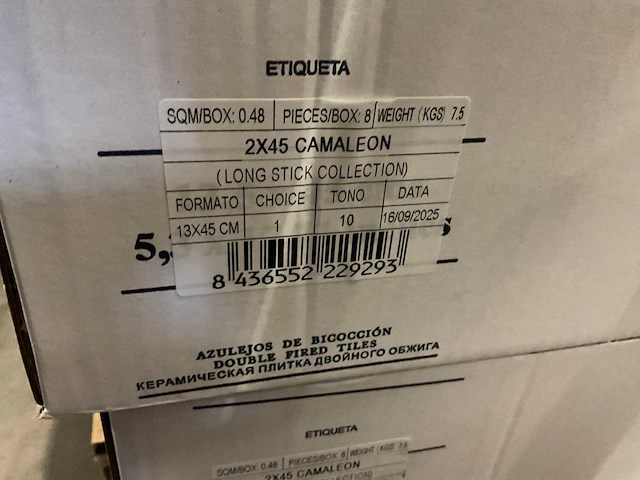 ETIQUETA
SQM/BOX: 0.48 PIECES/BOX: 8 WEIGHT (KGS) 7.5
2X45 CAMALEON
(LONG STICK COLLECTION)
FORMATO CHOICE TONO DATA
13X45 CM 1 10 16/09/2025
5,
8 436552 229293
AZULEJOS DE BICOCCIÓN
DOUBLE FIRED TILES
КЕРАМИЧЕСКАЯ ПЛИТКА ДВОЙНОГО ОБЖИГА
ETIQUETA
SQM/BOX: 0.48 PIECES/BOX: 8 WEIGHT (KGS) 7.5
2X45 CAMALEON